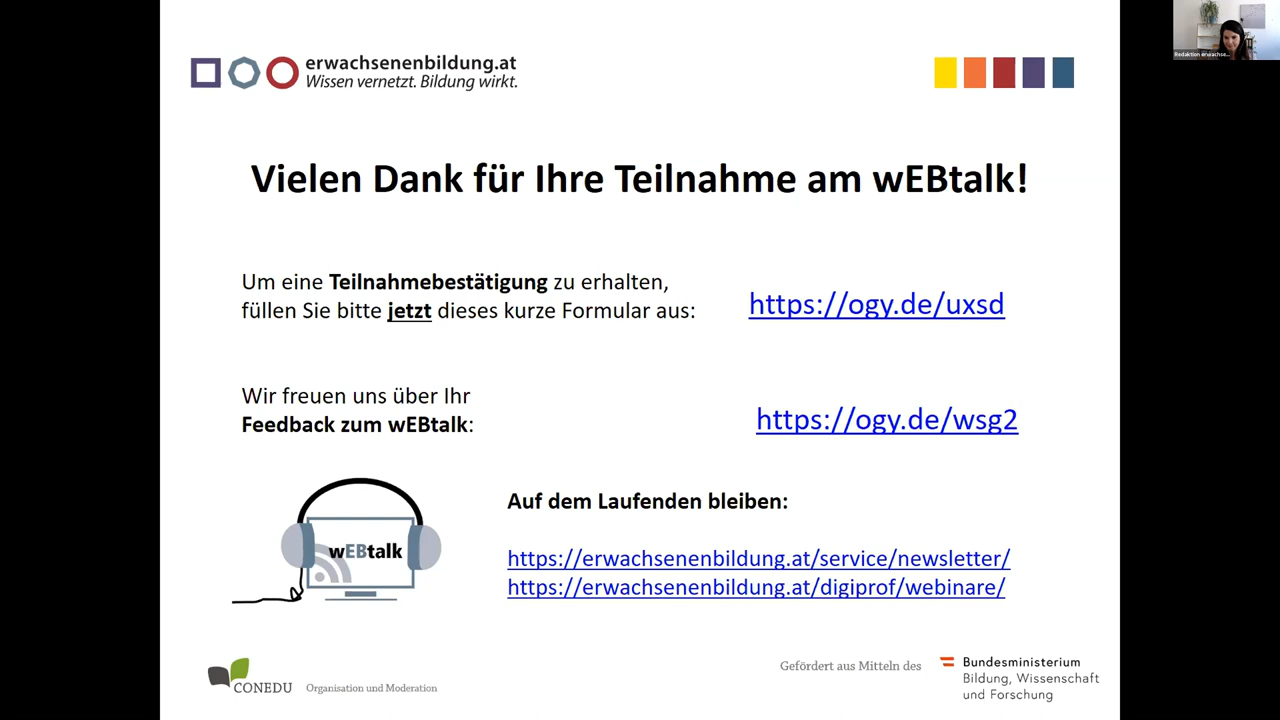 Redaktion erwachse...
erwachsenenbildung.at
Wissen vernetzt. Bildung wirkt.
Vielen Dank für Ihre Teilnahme am wEBtalk!
Um eine Teilnahmebestätigung zu erhalten,
füllen Sie bitte jetzt dieses kurze Formular aus:
https://ogy.de/uxsd
Wir freuen uns über Ihr
Feedback zum wEBtalk:
https://ogy.de/wsg2
wEBtalk
Auf dem Laufenden bleiben:
https://erwachsenenbildung.at/service/newsletter/
https://erwachsenenbildung.at/digiprof/webinare/
CONEDU
Organisation und Moderation
Gefördert aus Mitteln des
Bundesministerium
Bildung, Wissenschaft
und Forschung